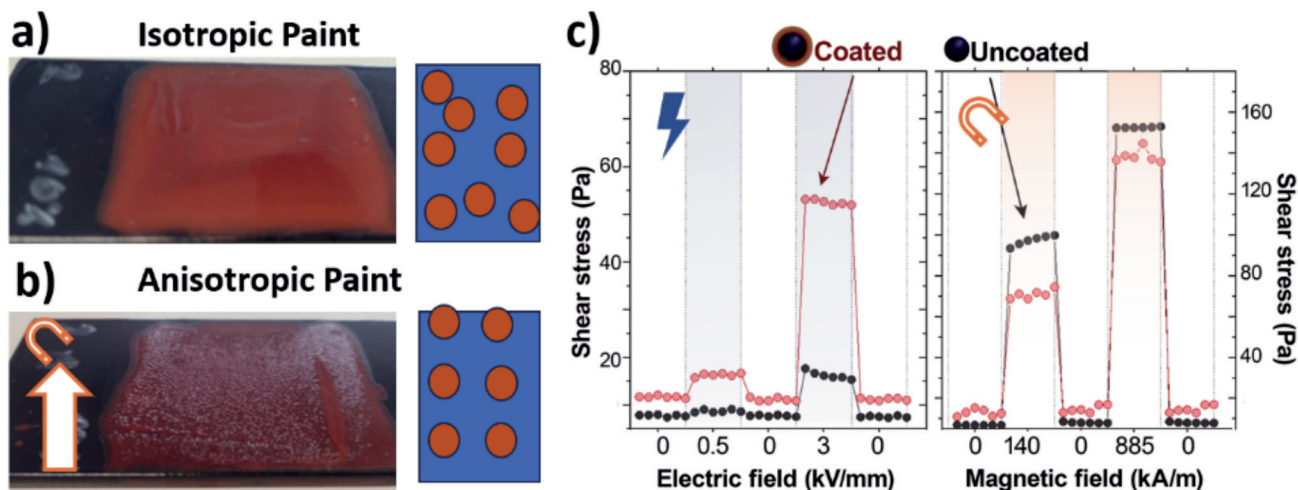 a) Isotropic Paint
b) Anisotropic Paint
c)
Coated
Uncoated
80
60
40
20
Shear stress (Pa)
0
0.5
0
3
0
Electric field (kV/mm)
160
120
80
40
Shear stress (Pa)
0
140
0
885
0
Magnetic field (kA/m)